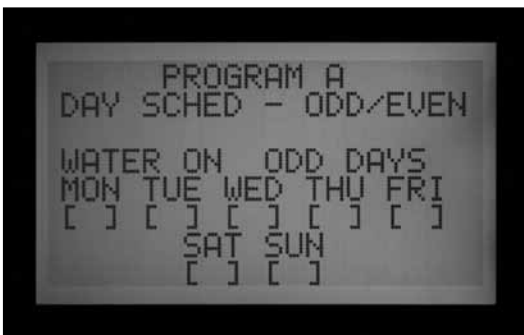 PROGRAM A
DAY SCHED - ODD/EVEN
WATER ON ODD DAYS
MON TUE WED THU FRI
[ ] [ ] [ ] [ ] [ ]
SAT SUN
[ ] [ ]